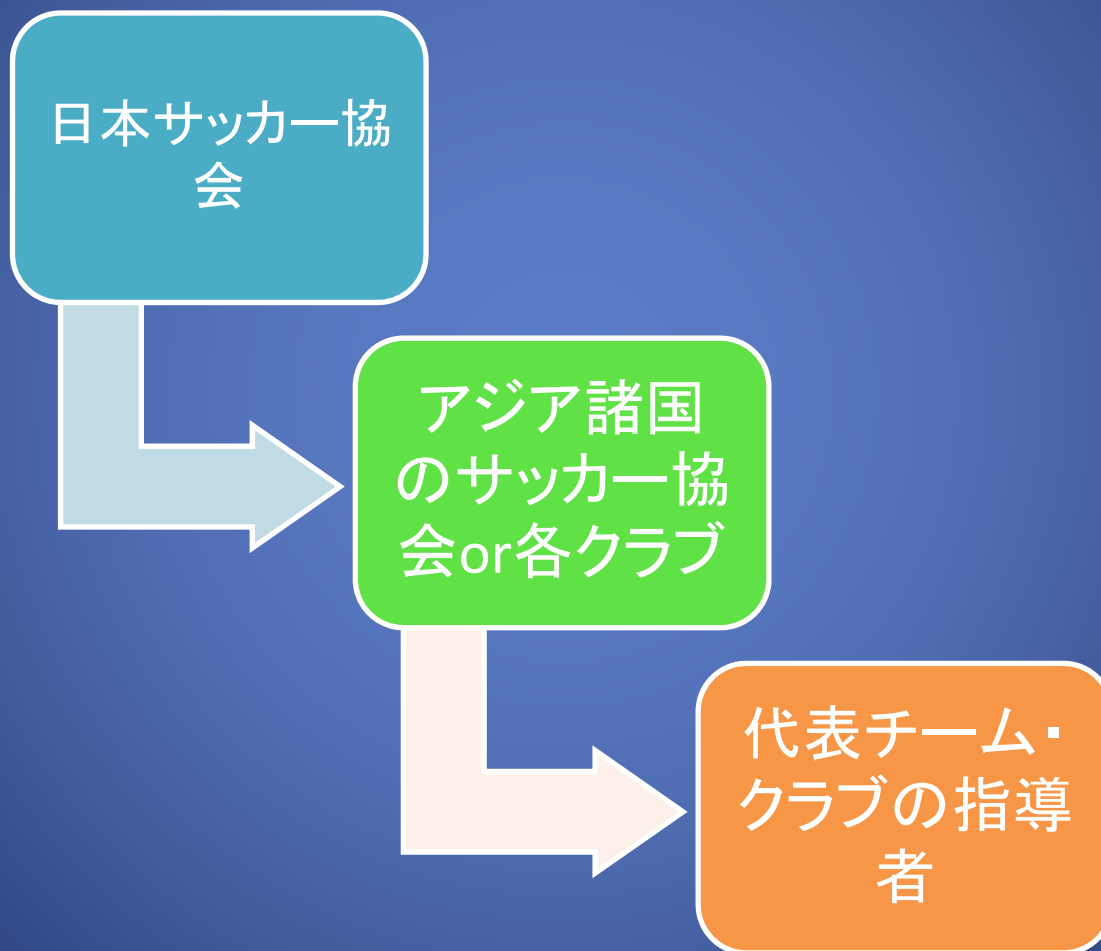 日本サッカー協
会
アジア諸国
のサッカー協
会or各クラブ
代表チーム・
クラブの指導
者